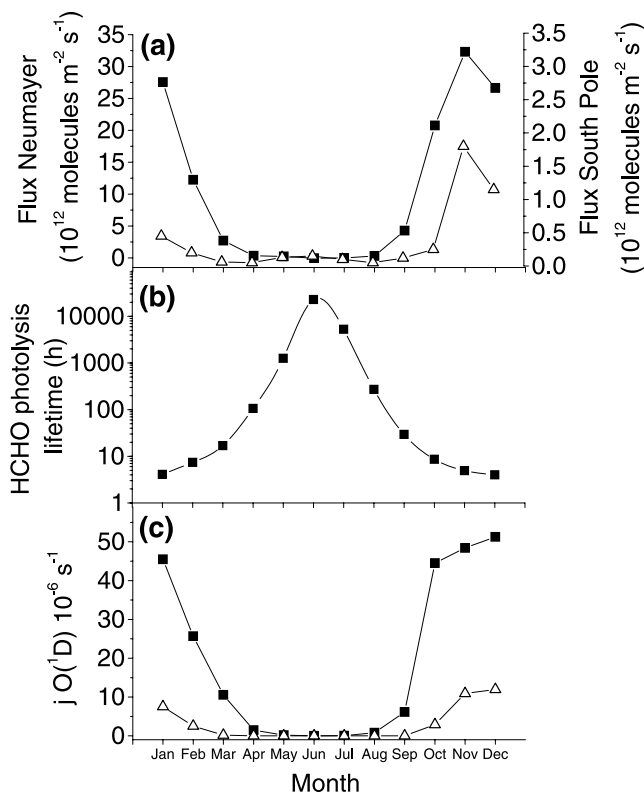 (a)
35
30
25
20
15
10
5
0
Flux Neumayer
(10¹² molecules m⁻² s⁻¹)
3.5
3.0
2.5
2.0
1.5
1.0
0.5
0.0
Flux South Pole
(10¹² molecules m⁻² s⁻¹)
(b)
10000
1000
100
10
1
HCHO photolysis
lifetime (h)
(c)
50
40
30
20
10
0
j O(¹D) 10⁻⁶ s⁻¹
Jan Feb Mar Apr May Jun Jul Aug Sep Oct Nov Dec
Month